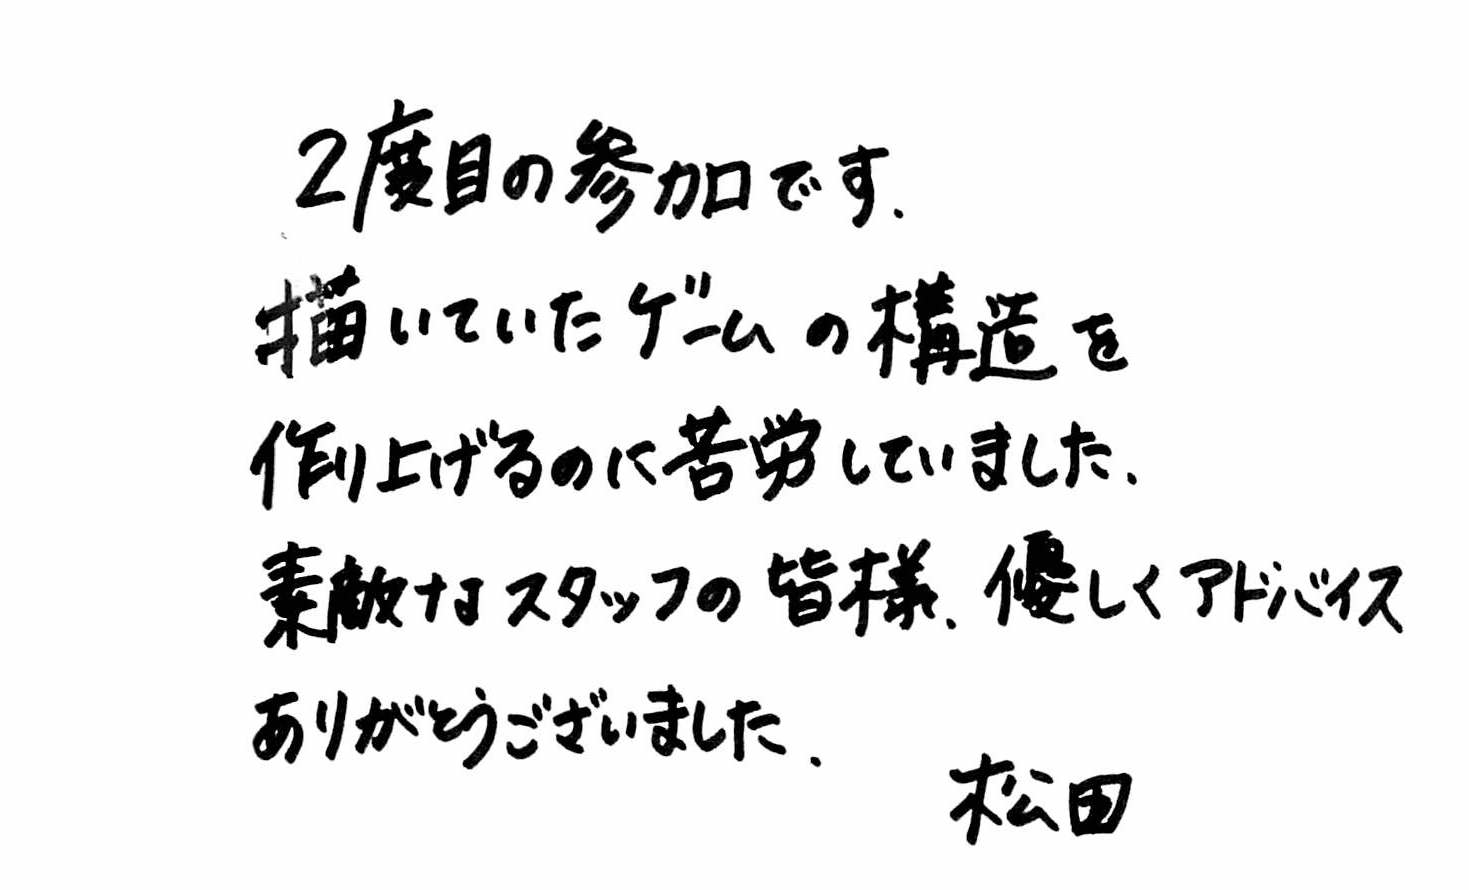 2度目の参加です.
描いていたゲームの構造を
作り上げるのに苦労していました.
素敵なスタッフの皆様、優しくアドバイス
ありがとうございました.
松田